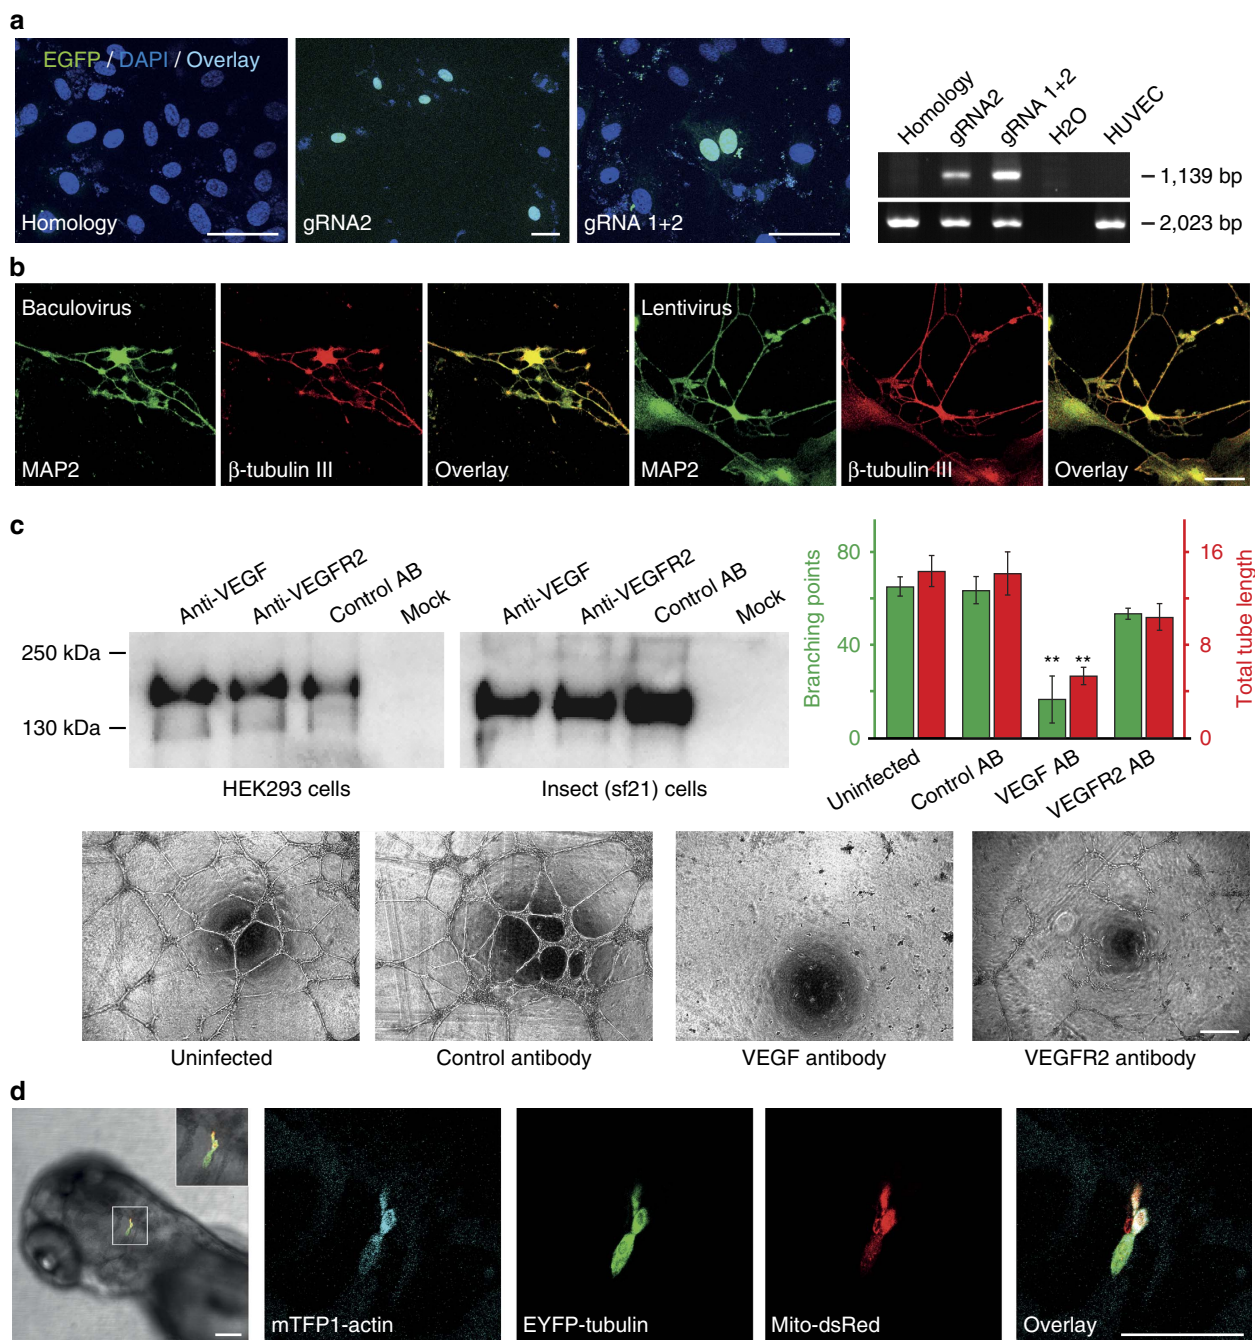 a
EGFP / DAPI / Overlay
Homology
gRNA2
gRNA 1+2
Homology
gRNA2
gRNA 1+2
H2O
HUVEC
1,139 bp
2,023 bp
b
Baculovirus
MAP2
β-tubulin III
Overlay
Lentivirus
MAP2
β-tubulin III
Overlay
c
Anti-VEGF
Anti-VEGFR2
Control AB
Mock
Anti-VEGF
Anti-VEGFR2
Control AB
Mock
250 kDa
130 kDa
HEK293 cells
Insect (sf21) cells
Branching points
80
40
0
** **
16
8
0
Total tube length
Uninfected
Control AB
VEGF AB
VEGFR2 AB
Uninfected
Control antibody
VEGF antibody
VEGFR2 antibody
d
mTFP1-actin
EYFP-tubulin
Mito-dsRed
Overlay